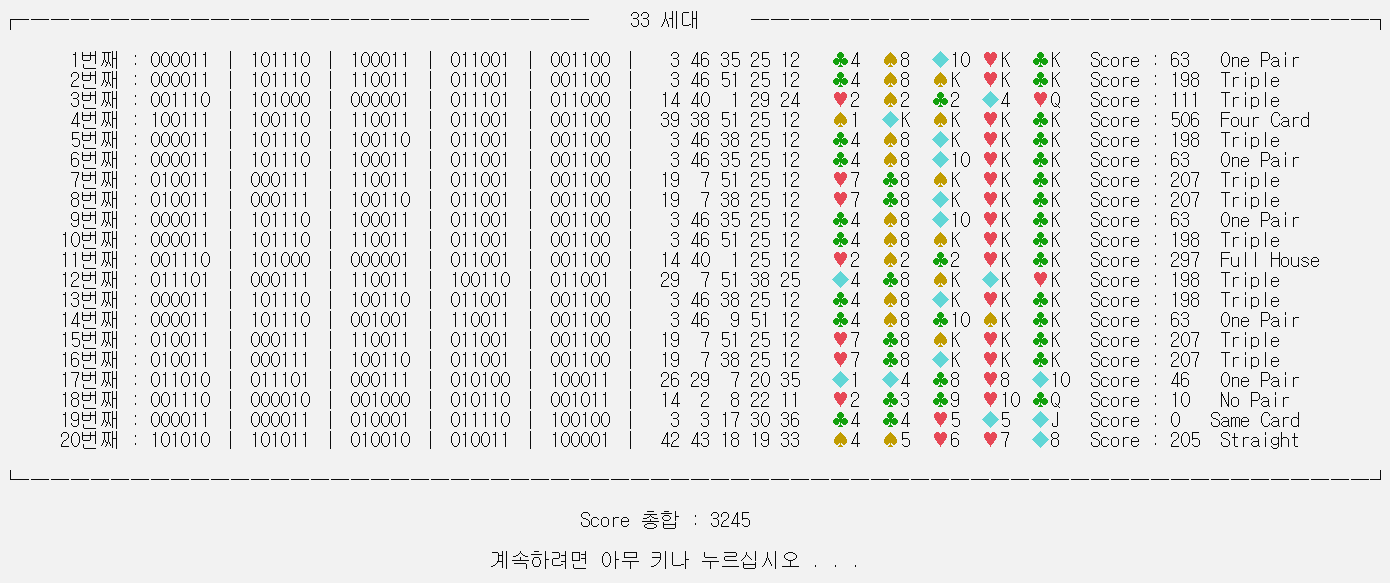 33 세대
1번째 : 000011 | 101110 | 100011 | 011001 | 001100 | 3 46 35 25 12 ♣4 ♠8 ◆10 ♥K ♣K Score : 63 One Pair
2번째 : 000011 | 101110 | 110011 | 011001 | 001100 | 3 46 51 25 12 ♣4 ♠8 ♠K ♥K ♣K Score : 198 Triple
3번째 : 001110 | 101000 | 000001 | 011101 | 011000 | 14 40 1 29 24 ♥2 ♠2 ♣2 ◆4 ♥Q Score : 111 Triple
4번째 : 100111 | 100110 | 110011 | 011001 | 001100 | 39 38 51 25 12 ♠1 ◆K ♠K ♥K ♣K Score : 506 Four Card
5번째 : 000011 | 101110 | 100110 | 011001 | 001100 | 3 46 38 25 12 ♣4 ♠8 ◆K ♥K ♣K Score : 198 Triple
6번째 : 000011 | 101110 | 100011 | 011001 | 001100 | 3 46 35 25 12 ♣4 ♠8 ◆10 ♥K ♣K Score : 63 One Pair
7번째 : 010011 | 000111 | 110011 | 011001 | 001100 | 19 7 51 25 12 ♥7 ♣8 ♠K ♥K ♣K Score : 207 Triple
8번째 : 010011 | 000111 | 100110 | 011001 | 001100 | 19 7 38 25 12 ♥7 ♣8 ◆K ♥K ♣K Score : 207 Triple
9번째 : 000011 | 101110 | 100011 | 011001 | 001100 | 3 46 35 25 12 ♣4 ♠8 ◆10 ♥K ♣K Score : 63 One Pair
10번째 : 000011 | 101110 | 110011 | 011001 | 001100 | 3 46 51 25 12 ♣4 ♠8 ♠K ♥K ♣K Score : 198 Triple
11번째 : 001110 | 101000 | 000001 | 011001 | 001100 | 14 40 1 25 12 ♥2 ♠2 ♣2 ♥K ♣K Score : 297 Full House
12번째 : 011101 | 000111 | 110011 | 100110 | 011001 | 29 7 51 38 25 ◆4 ♣8 ♠K ◆K ♥K Score : 198 Triple
13번째 : 000011 | 101110 | 100110 | 011001 | 001100 | 3 46 38 25 12 ♣4 ♠8 ◆K ♥K ♣K Score : 198 Triple
14번째 : 000011 | 101110 | 001001 | 110011 | 001100 | 3 46 9 51 12 ♣4 ♠8 ♣10 ♠K ♣K Score : 63 One Pair
15번째 : 010011 | 000111 | 110011 | 011001 | 001100 | 19 7 51 25 12 ♥7 ♣8 ♠K ♥K ♣K Score : 207 Triple
16번째 : 010011 | 000111 | 100110 | 011001 | 001100 | 19 7 38 25 12 ♥7 ♣8 ◆K ♥K ♣K Score : 207 Triple
17번째 : 011010 | 011101 | 000111 | 010100 | 100011 | 26 29 7 20 35 ◆1 ◆4 ♣8 ♥8 ◆10 Score : 46 One Pair
18번째 : 001110 | 000010 | 001000 | 010110 | 001011 | 14 2 8 22 11 ♥2 ♣3 ♣9 ♥10 ♣Q Score : 10 No Pair
19번째 : 000011 | 000011 | 010001 | 011110 | 100100 | 3 3 17 30 36 ♣4 ♣4 ♥5 ◆5 ◆J Score : 0 Same Card
20번째 : 101010 | 101011 | 010010 | 010011 | 100001 | 42 43 18 19 33 ♠4 ♠5 ♥6 ♥7 ◆8 Score : 205 Straight
Score 총합 : 3245
계속하려면 아무 키나 누르십시오 . . .